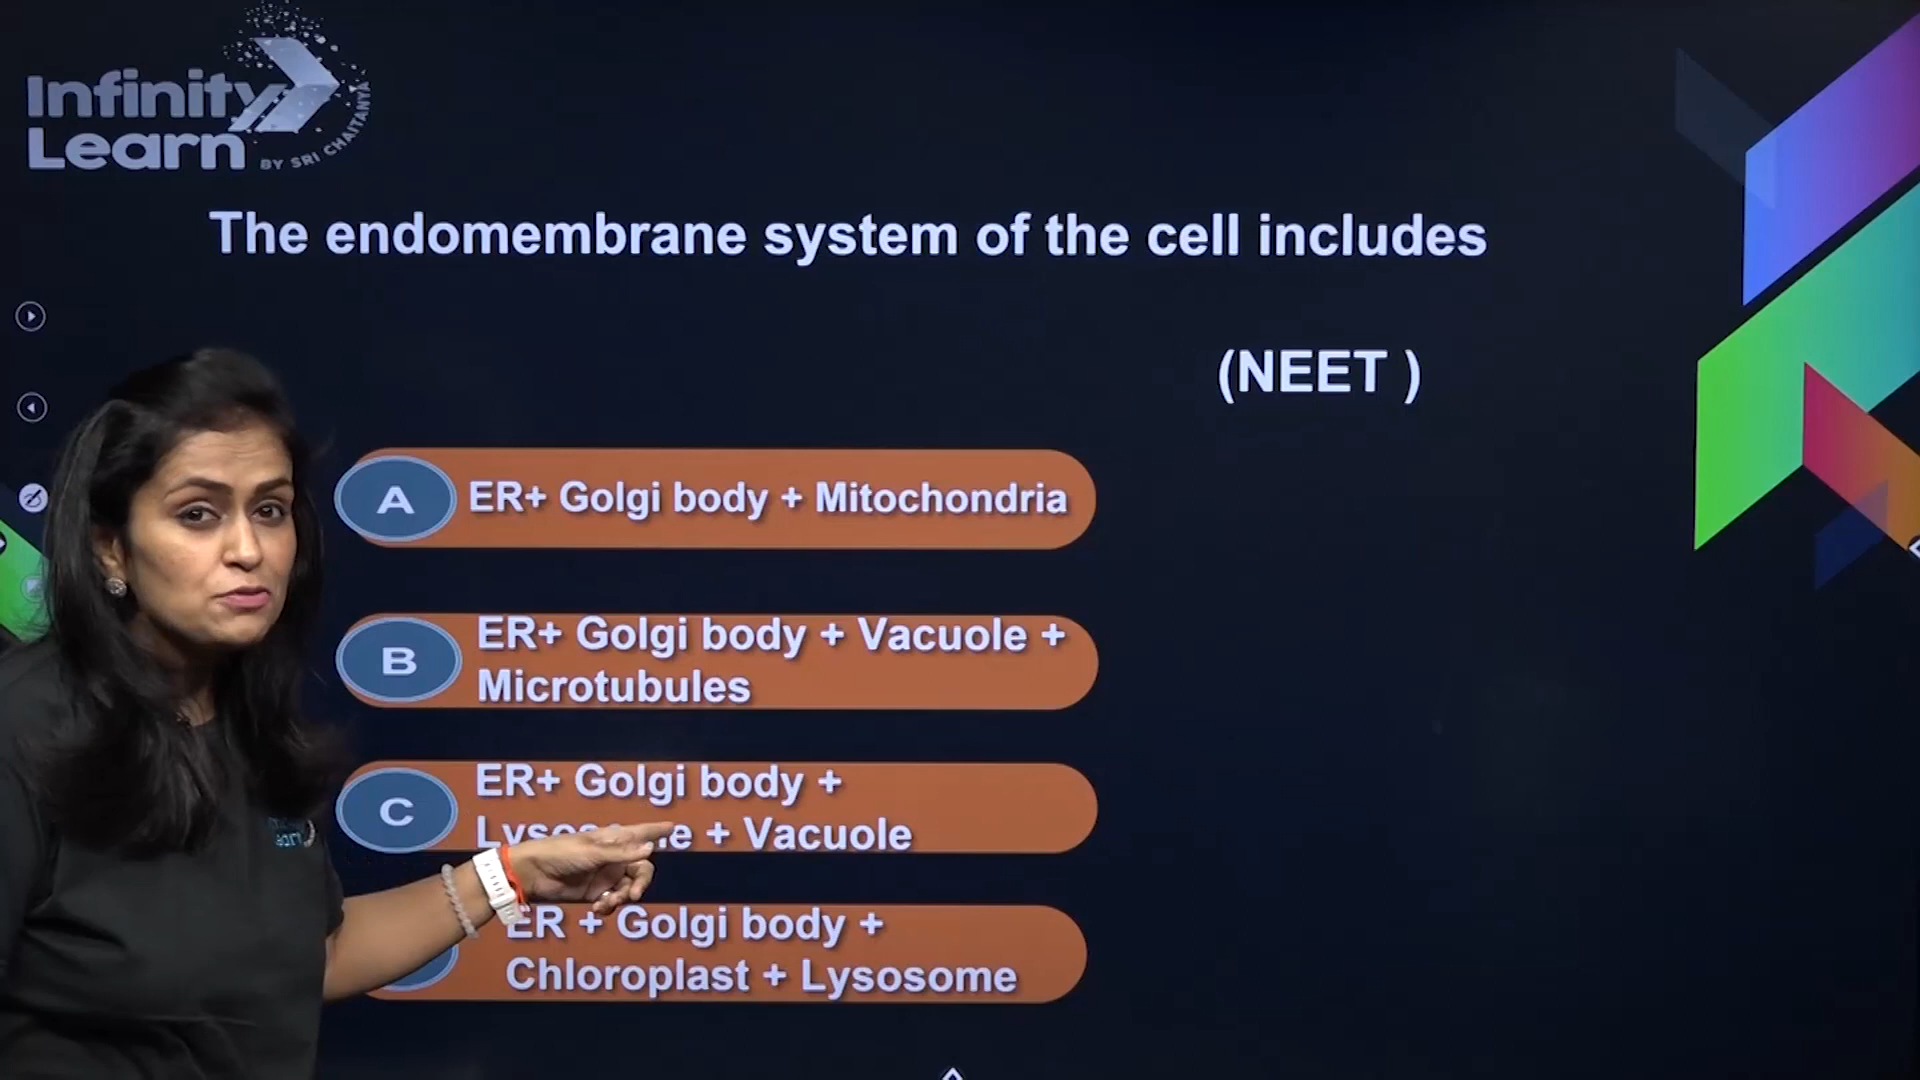 Infinity
Learn
BY SRI CHAITANYA
The endomembrane system of the cell includes
(NEET )
A
ER+ Golgi body + Mitochondria
B
ER+ Golgi body + Vacuole +
Microtubules
C
ER+ Golgi body +
+ Vacuole
ER + Golgi body +
Chloroplast + Lysosome